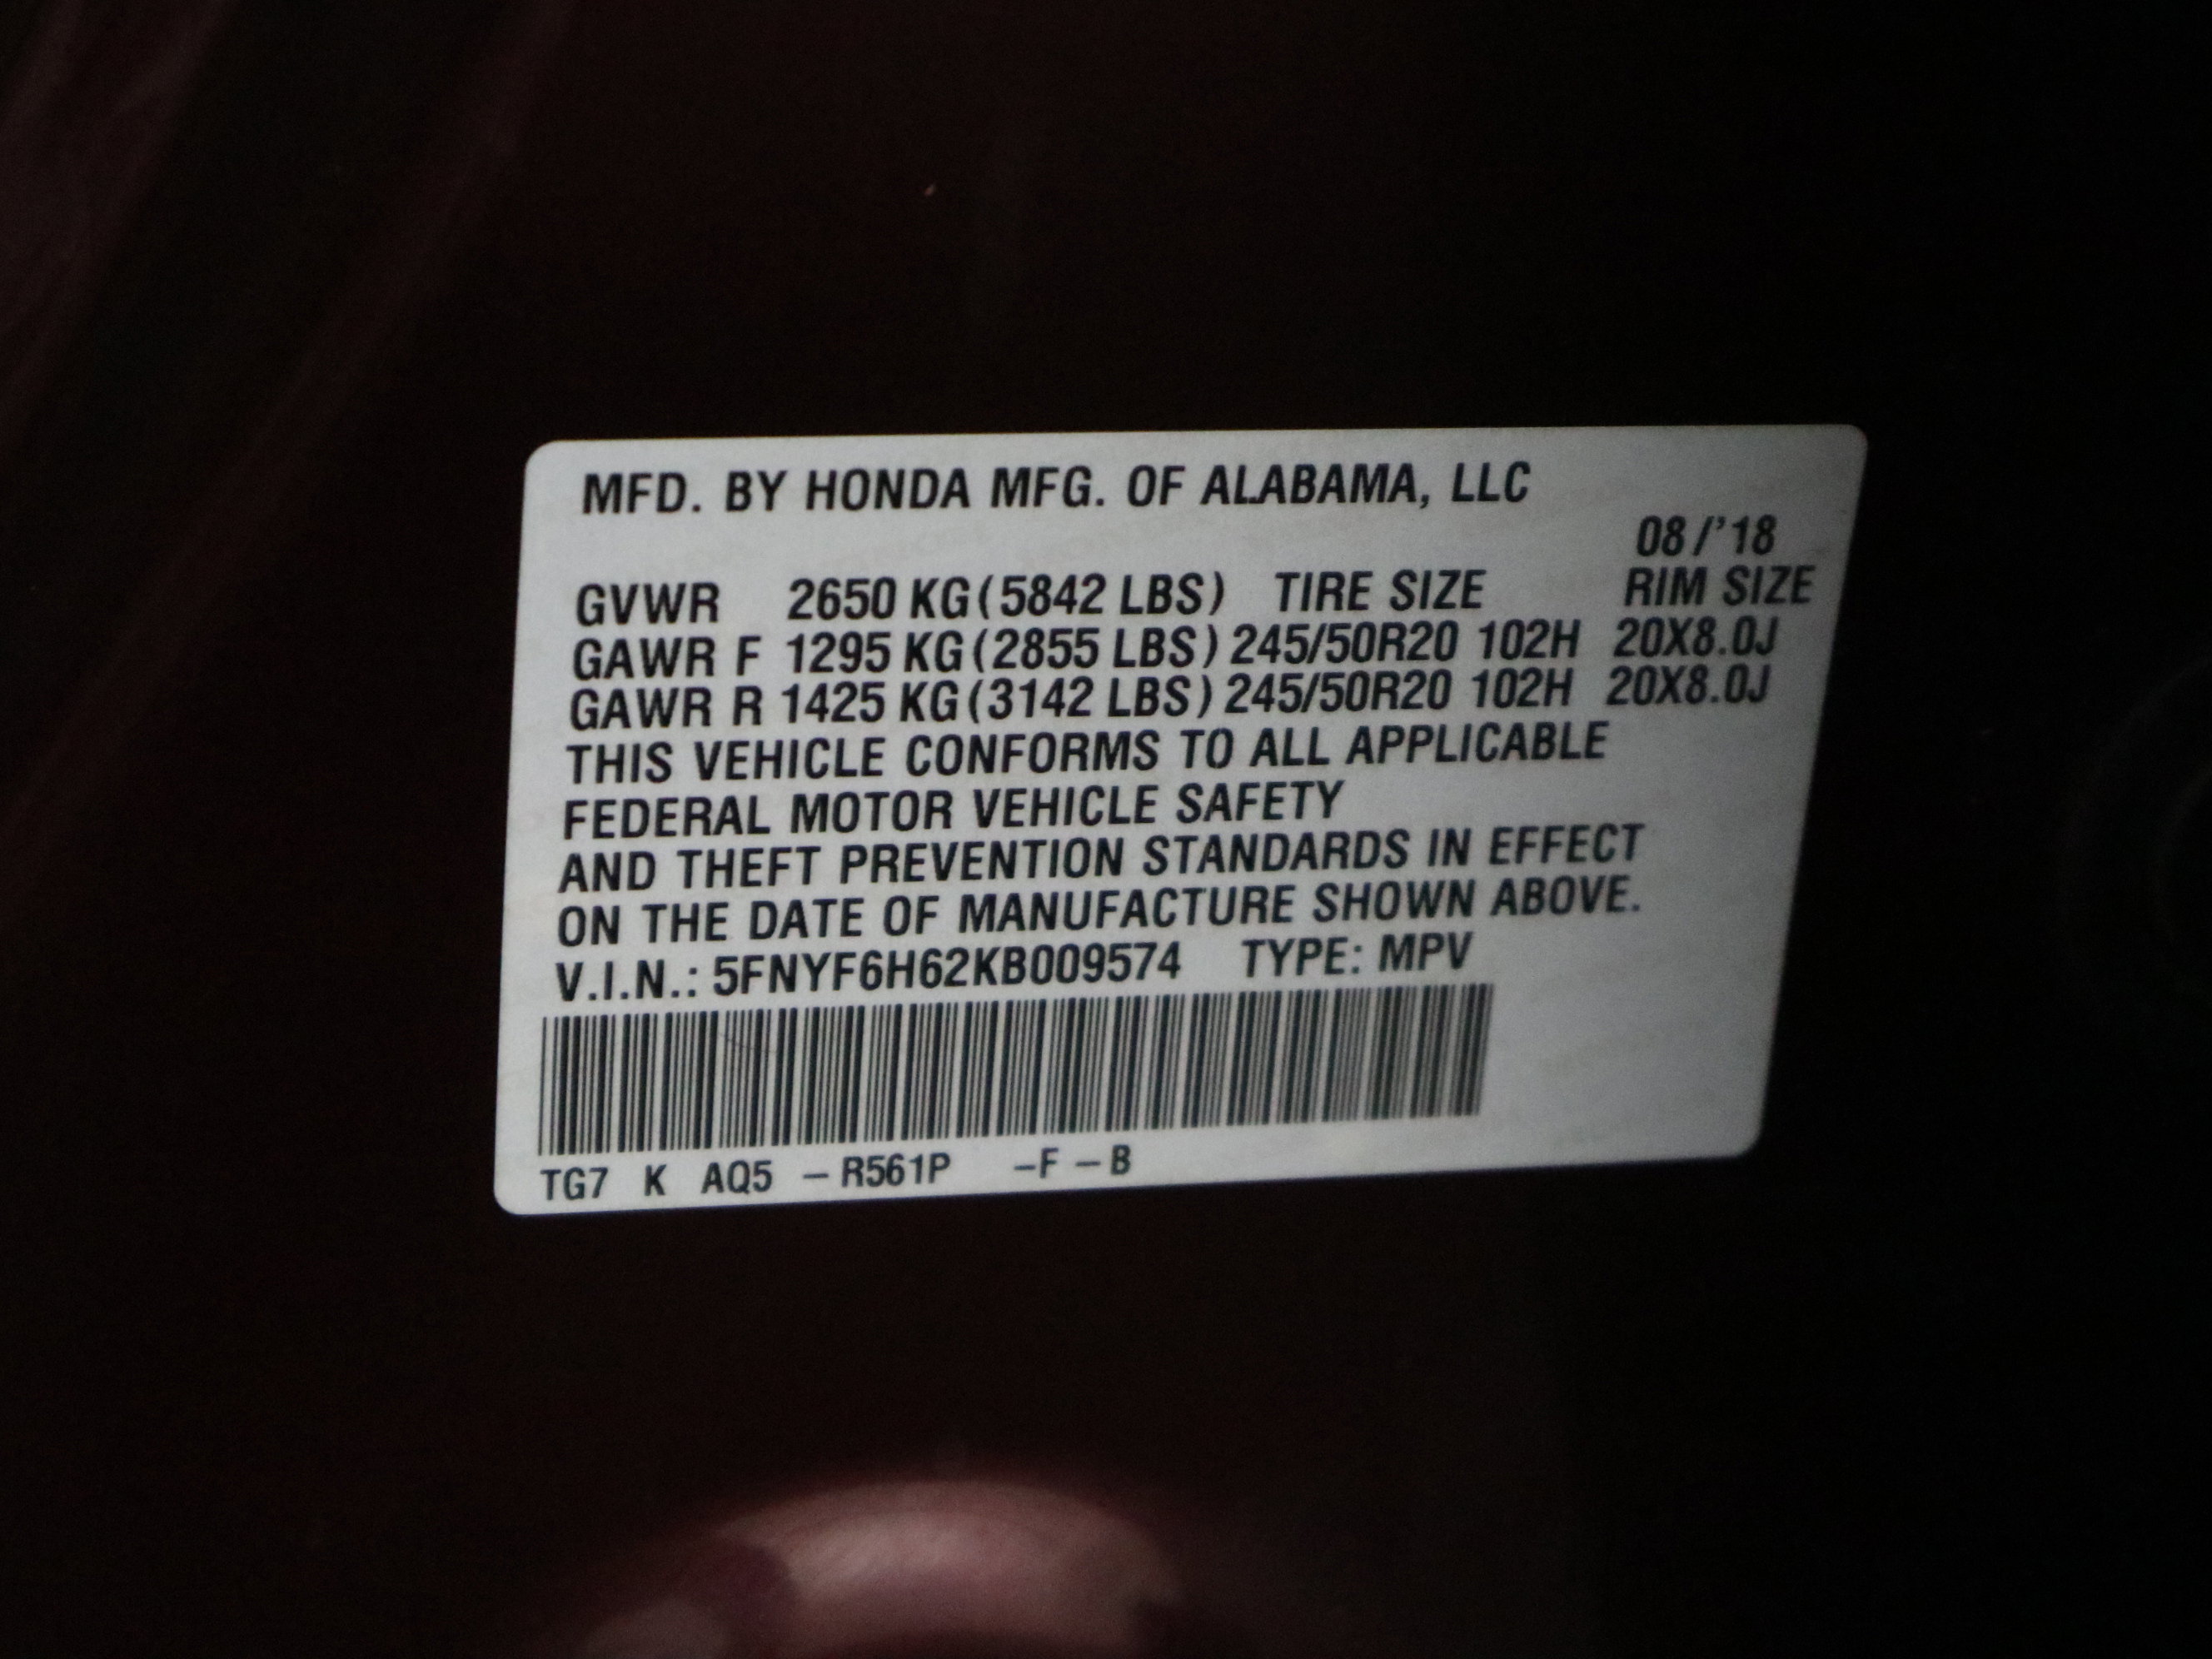 MFD. BY HONDA MFG. OF ALABAMA, LLC
08/'18
GVWR 2650 KG (5842 LBS) TIRE SIZE RIM SIZE
GAWR F 1295 KG (2855 LBS) 245/50R20 102H 20X8.0J
GAWR R 1425 KG (3142 LBS) 245/50R20 102H 20X8.0J
THIS VEHICLE CONFORMS TO ALL APPLICABLE
FEDERAL MOTOR VEHICLE SAFETY
AND THEFT PREVENTION STANDARDS IN EFFECT
ON THE DATE OF MANUFACTURE SHOWN ABOVE.
V.I.N.: 5FNYF6H62KB009574 TYPE: MPV
TG7 K AQ5 – R561P –F – B